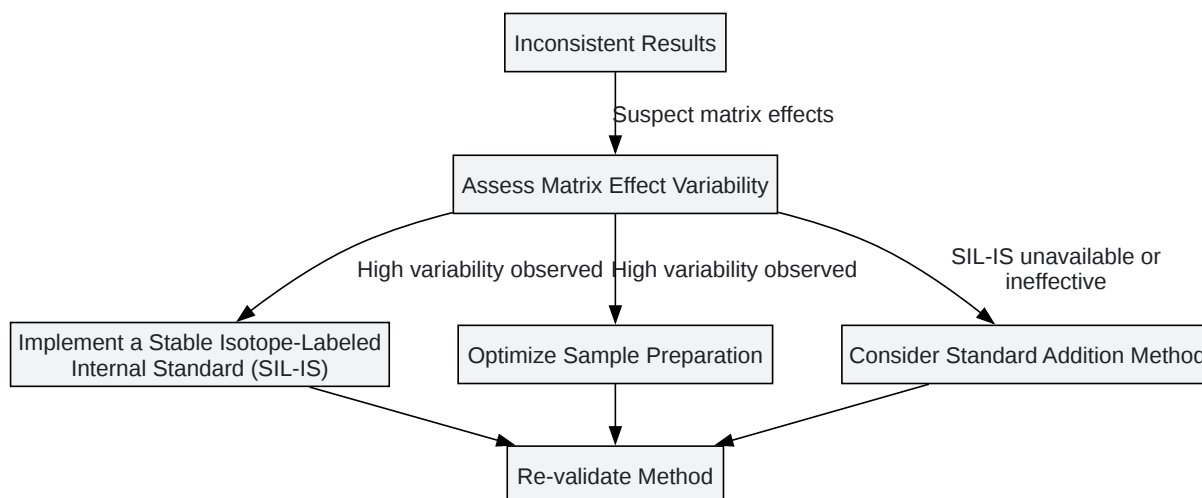 Inconsistent Results
Suspect matrix effects
Assess Matrix Effect Variability
High variability observed
High variability observed
SIL-IS unavailable or
ineffective
Implement a Stable Isotope-Labeled
Internal Standard (SIL-IS)
Optimize Sample Preparation
Consider Standard Addition Method
Re-validate Method